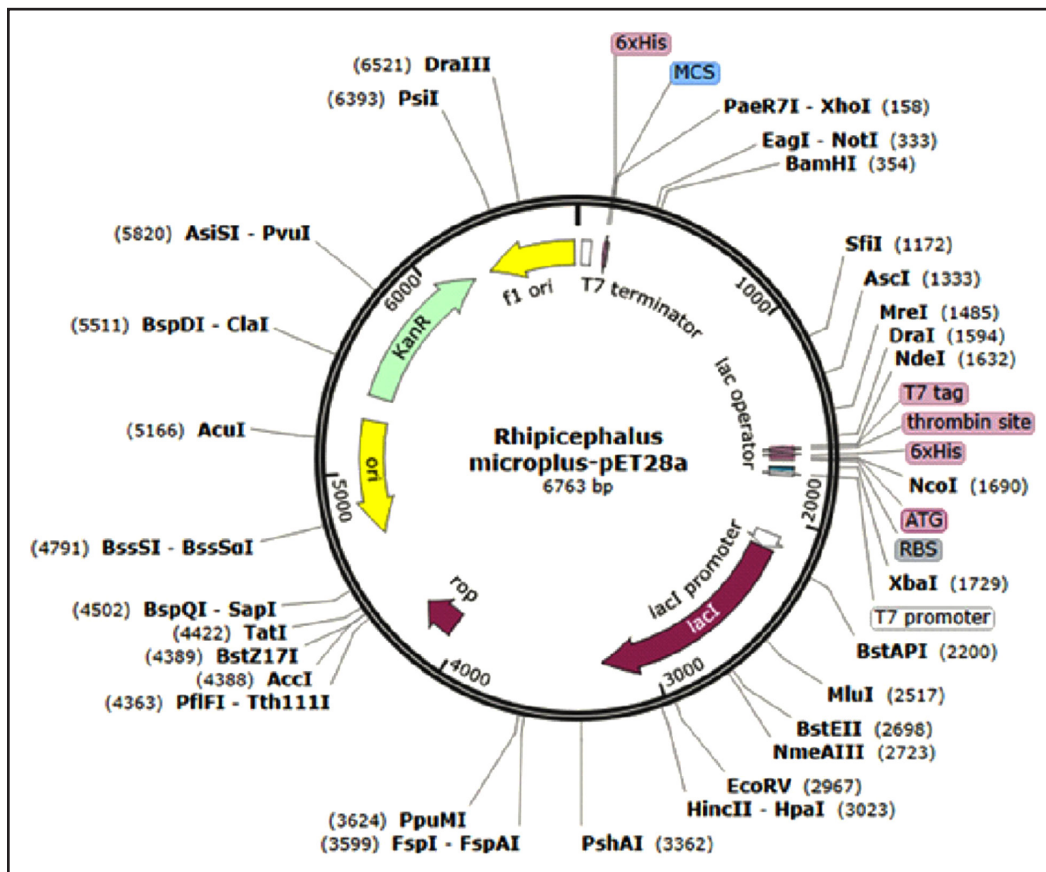 6xHis
MCS
(6521) DraIII
(6393) PsiI
PaeR7I - XhoI (158)
EagI - NotI (333)
BamHI (354)
(5820) AsiSI - PvuI
SfiI (1172)
AscI (1333)
MreI (1485)
DraI (1594)
NdeI (1632)
T7 tag
thrombin site
6xHis
NcoI (1690)
ATG
RBS
XbaI (1729)
T7 promoter
BstAPI (2200)
MluI (2517)
BstEII (2698)
NmeAIII (2723)
EcoRV (2967)
HincII - HpaI (3023)
PshAI (3362)
(3599) FspI - FspAI
(3624) PpuMI
(4363) PflFI - Tth111I
(4388) AccI
(4389) BstZ17I
(4422) TatI
(4502) BspQI - SapI
(4791) BssSI - BssSαI
(5166) AcuI
(5511) BspDI - ClaI
f1 ori
T7 terminator
lac operator
lacI promoter
lacI
rop
ori
KanR
1000
2000
3000
4000
5000
6000
Rhipicephalus
microplus-pET28a
6763 bp